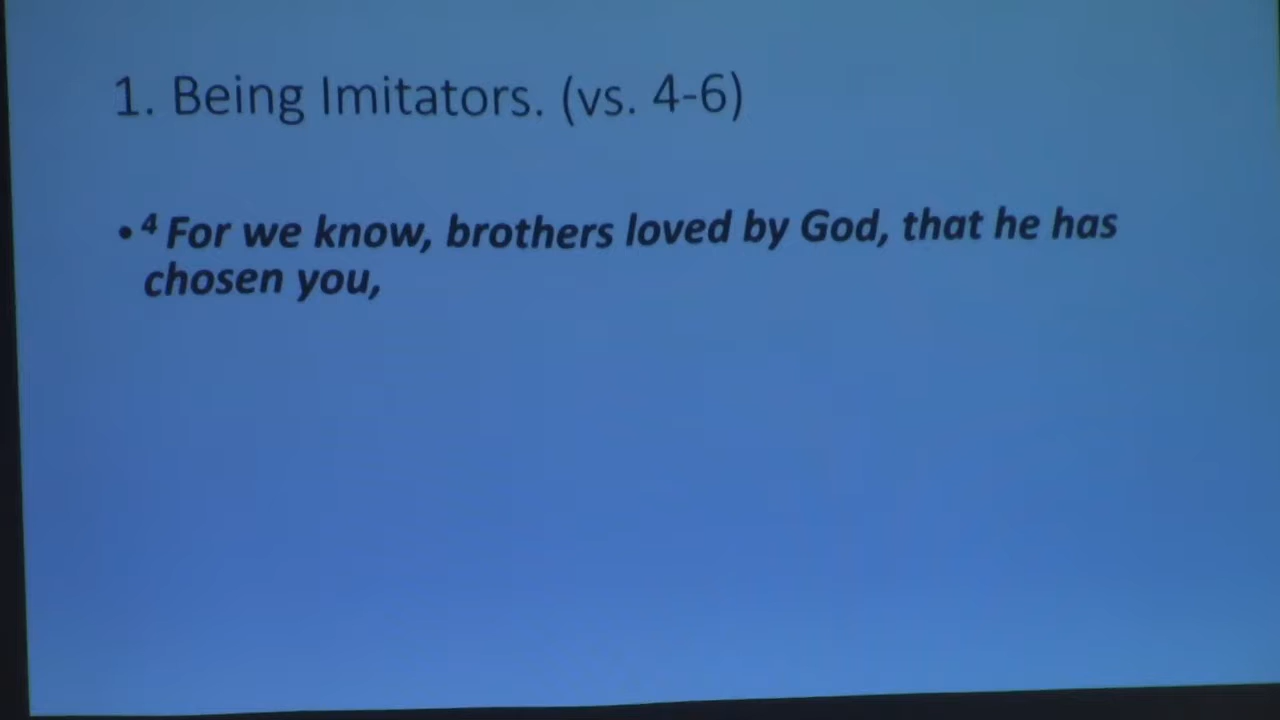 1. Being Imitators. (vs. 4-6)
• ⁴ For we know, brothers loved by God, that he has
chosen you,